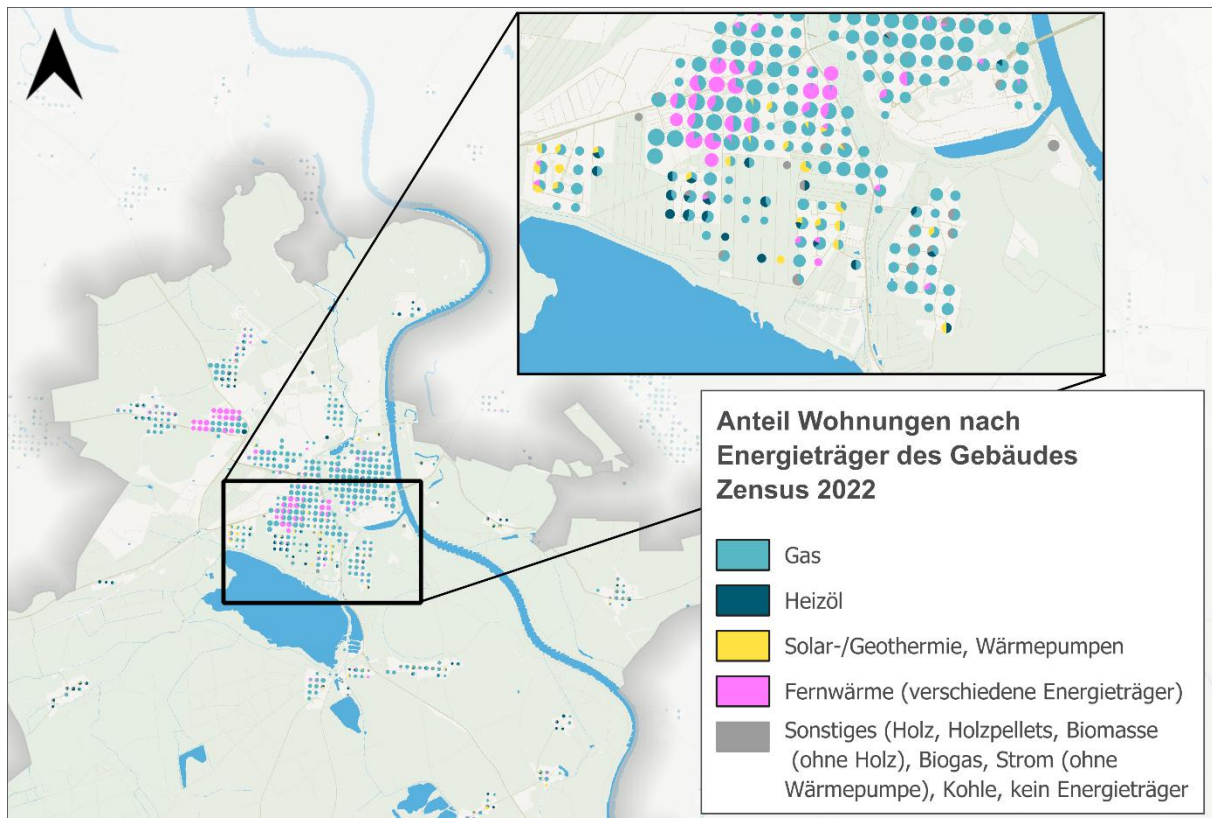 Anteil Wohnungen nach
Energieträger des Gebäudes
Zensus 2022
Gas
Heizöl
Solar-/Geothermie, Wärmepumpen
Fernwärme (verschiedene Energieträger)
Sonstiges (Holz, Holzpellets, Biomasse
(ohne Holz), Biogas, Strom (ohne
Wärmepumpe), Kohle, kein Energieträger